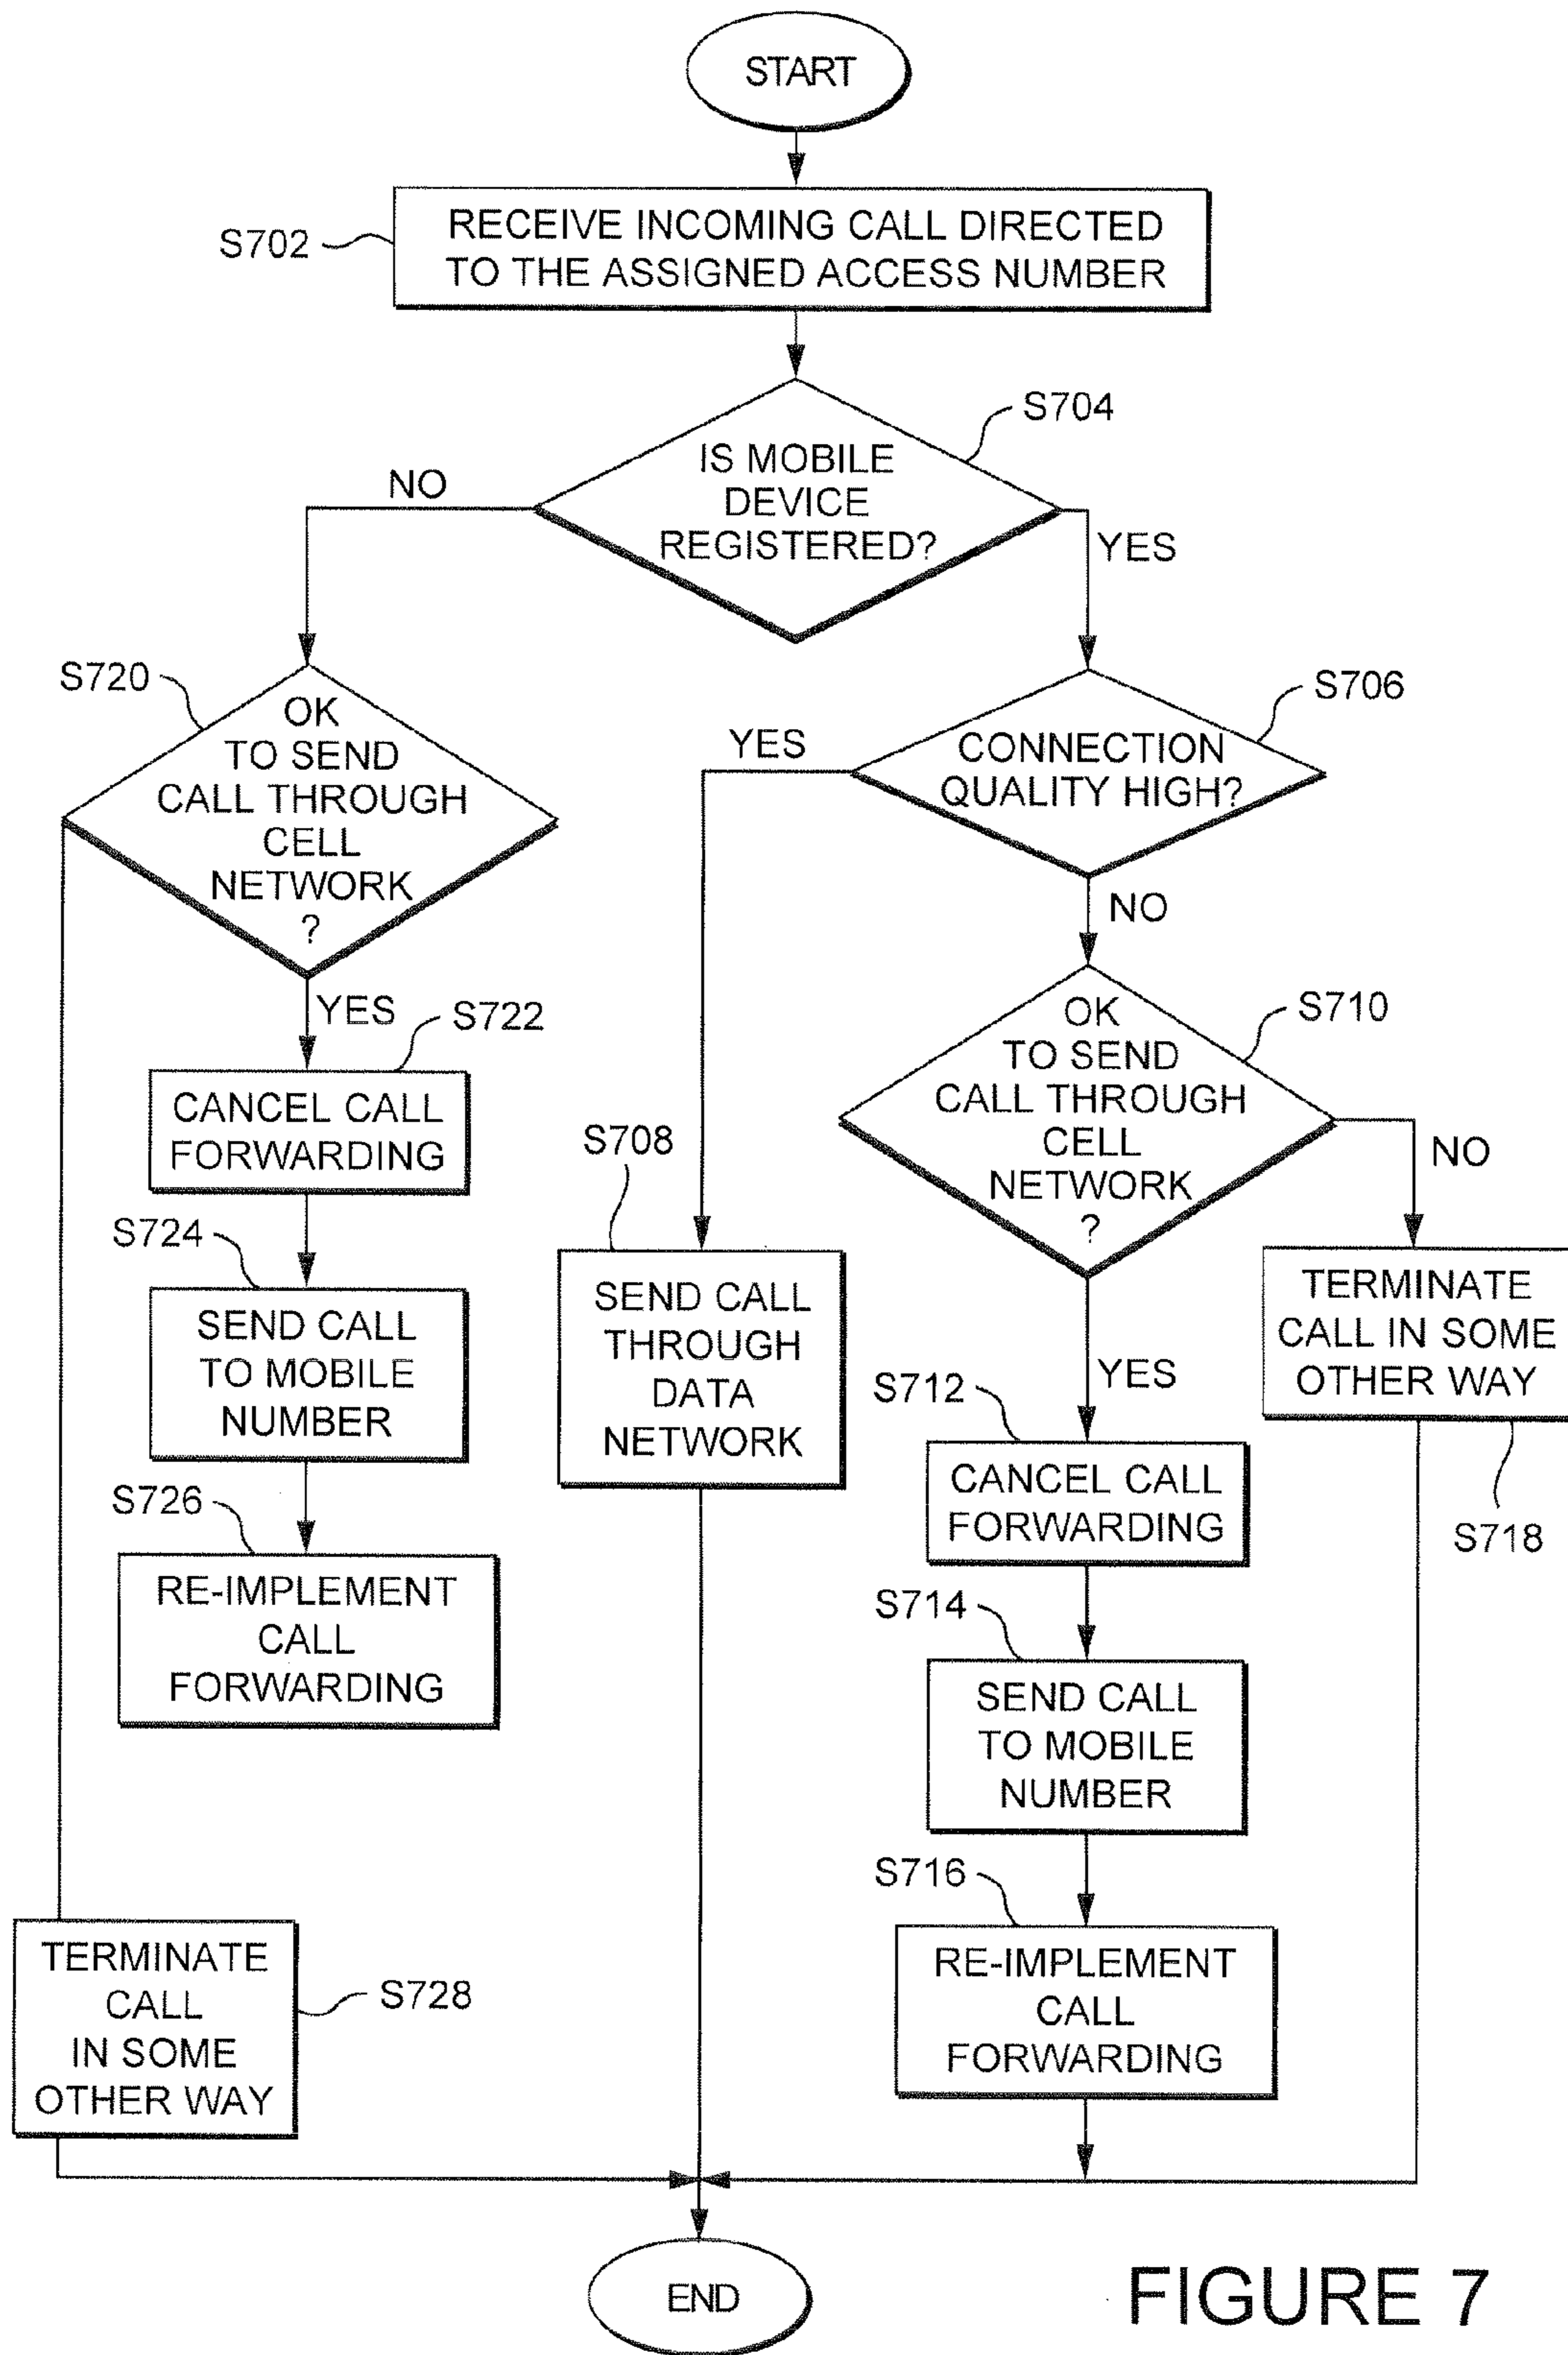 START
S702
RECEIVE INCOMING CALL DIRECTED
TO THE ASSIGNED ACCESS NUMBER
S704
IS MOBILE
DEVICE
REGISTERED?
NO
YES
S720
OK
TO SEND
CALL THROUGH
CELL
NETWORK
?
S706
CONNECTION
QUALITY HIGH?
YES
NO
YES
S722
CANCEL CALL
FORWARDING
S710
OK
TO SEND
CALL THROUGH
CELL
NETWORK
?
NO
S708
SEND CALL
THROUGH
DATA
NETWORK
S724
SEND CALL
TO MOBILE
NUMBER
TERMINATE
CALL IN SOME
OTHER WAY
S718
YES
S712
CANCEL CALL
FORWARDING
S726
RE-IMPLEMENT
CALL
FORWARDING
S714
SEND CALL
TO MOBILE
NUMBER
S716
RE-IMPLEMENT
CALL
FORWARDING
TERMINATE
CALL
IN SOME
OTHER WAY
S728
END
FIGURE 7